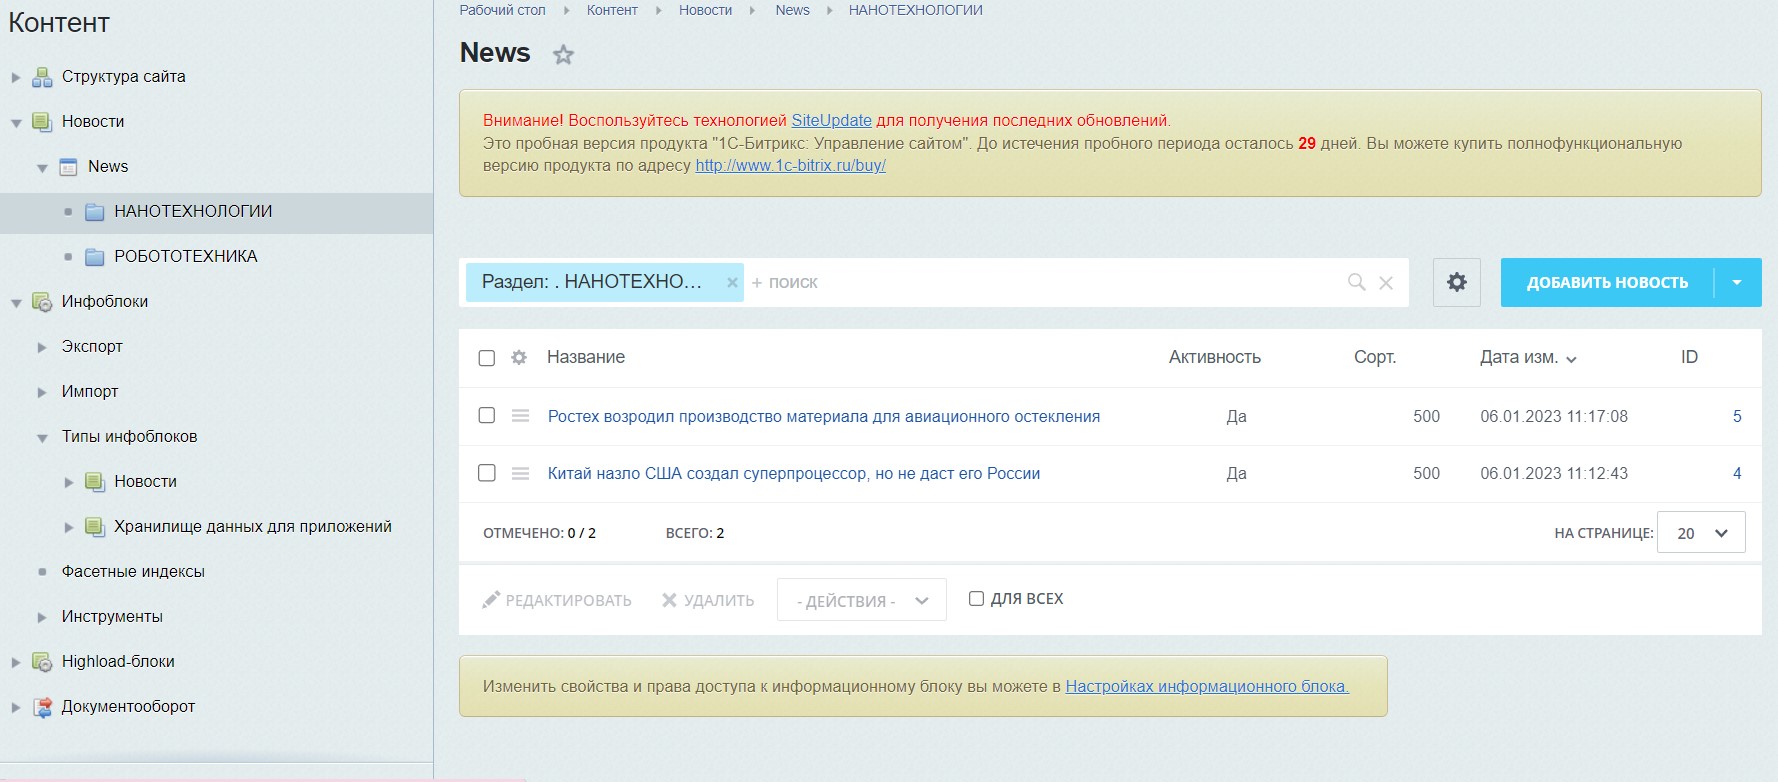 Контент
Структура сайта
Новости
News
НАНОТЕХНОЛОГИИ
РОБОТОТЕХНИКА
Инфоблоки
Экспорт
Импорт
Типы инфоблоков
Новости
Хранилище данных для приложений
Фасетные индексы
Инструменты
Highload-блоки
Документооборот
Рабочий стол Контент Новости News НАНОТЕХНОЛОГИИ
News
Внимание! Воспользуйтесь технологией SiteUpdate для получения последних обновлений.
Это пробная версия продукта "1С-Битрикс: Управление сайтом". До истечения пробного периода осталось 29 дней. Вы можете купить полнофункциональную
версию продукта по адресу http://www.1c-bitrix.ru/buy/
Раздел: . НАНОТЕХНО... + поиск
ДОБАВИТЬ НОВОСТЬ
Название Активность Сорт. Дата изм. ID
Ростех возродил производство материала для авиационного остекления Да 500 06.01.2023 11:17:08 5
Китай назло США создал суперпроцессор, но не даст его России Да 500 06.01.2023 11:12:43 4
ОТМЕЧЕНО: 0 / 2 ВСЕГО: 2 НА СТРАНИЦЕ: 20
РЕДАКТИРОВАТЬ УДАЛИТЬ - ДЕЙСТВИЯ - ДЛЯ ВСЕХ
Изменить свойства и права доступа к информационному блоку вы можете в Настройках информационного блока.